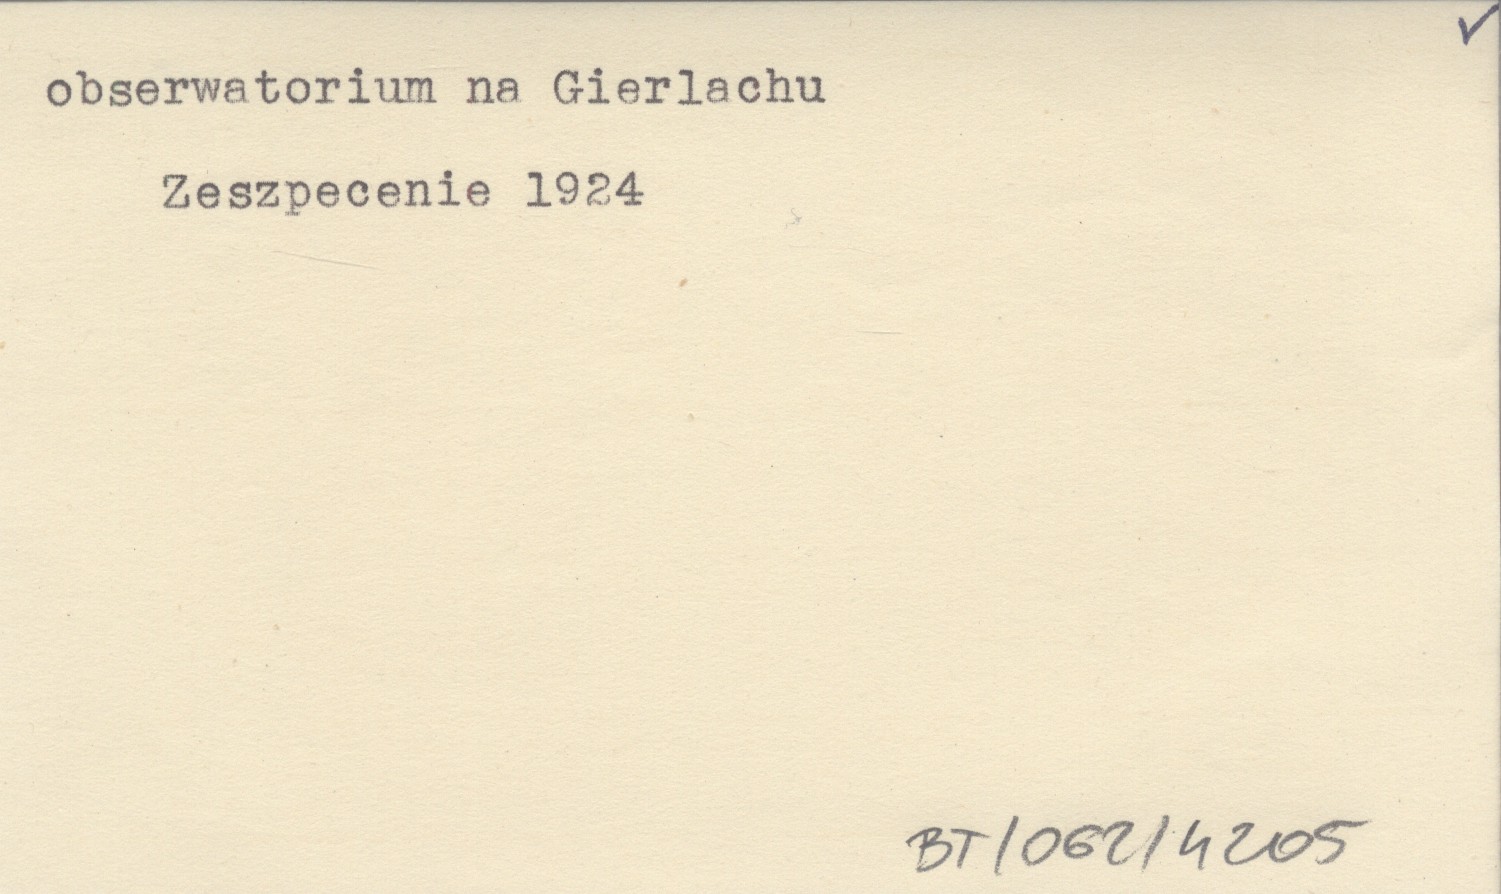 obserwatorium na Gierlachu
Zeszpecenie 1924
BT/062/4205